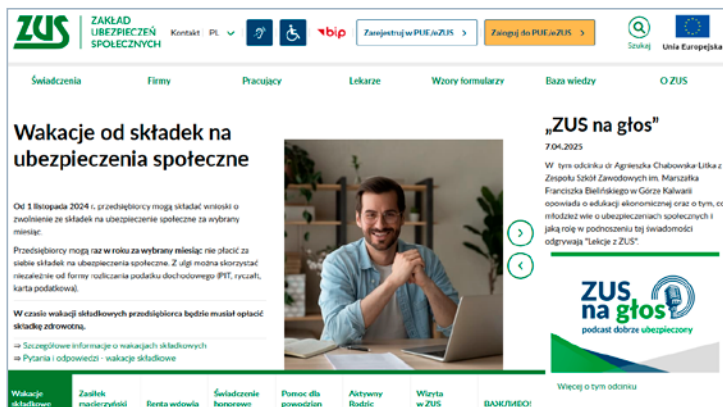 ZUS
ZAKŁAD
UBEZPIECZEŃ
SPOŁECZNYCH
Kontakt
PL
bip
Zarejestruj w PUE/eZUS
Zaloguj do PUE/eZUS
Szukaj
Unia Europejska
Świadczenia
Firmy
Pracujący
Lekarze
Wzory formularzy
Baza wiedzy
O ZUS
Wakacje od składek na
ubezpieczenia społeczne
Od 1 listopada 2024 r. przedsiębiorcy mogą składać wnioski o
zwolnienie ze składek na ubezpieczenie społeczne za wybrany
miesiąc.
Przedsiębiorcy mogą raz w roku za wybrany miesiąc nie płacić za
siebie składek na ubezpieczenia społeczne. Z ulgi można skorzystać
niezależnie od formy rozliczania podatku dochodowego (PIT, ryczałt,
karta podatkowa).
W czasie wakacji składkowych przedsiębiorca będzie musiał opłacić
składkę zdrowotną.
⇒ Szczegółowe informacje o wakacjach składkowych
⇒ Pytania i odpowiedzi - wakacje składkowe
„ZUS na głos”
7.04.2025
W tym odcinku dr Agnieszka Chabowska-Litka z
Zespołu Szkół Zawodowych im. Marszałka
Franciszka Bielińskiego w Górze Kalwarii
opowiada o edukacji ekonomicznej oraz o tym, co
młodzież wie o ubezpieczeniach społecznych i
jaką rolę w podnoszeniu tej świadomości
odgrywają "Lekcje z ZUS".
ZUS
na głos
podcast dobrze ubezpieczony
Więcej o tym odcinku
Wakacje
składkowe
Zasiłek
macierzyński
Renta wdowia
Świadczenie
honorowe
Pomoc dla
powodzian
Aktywny
Rodzic
Wizyta
w ZUS
ВАЖЛИВО!